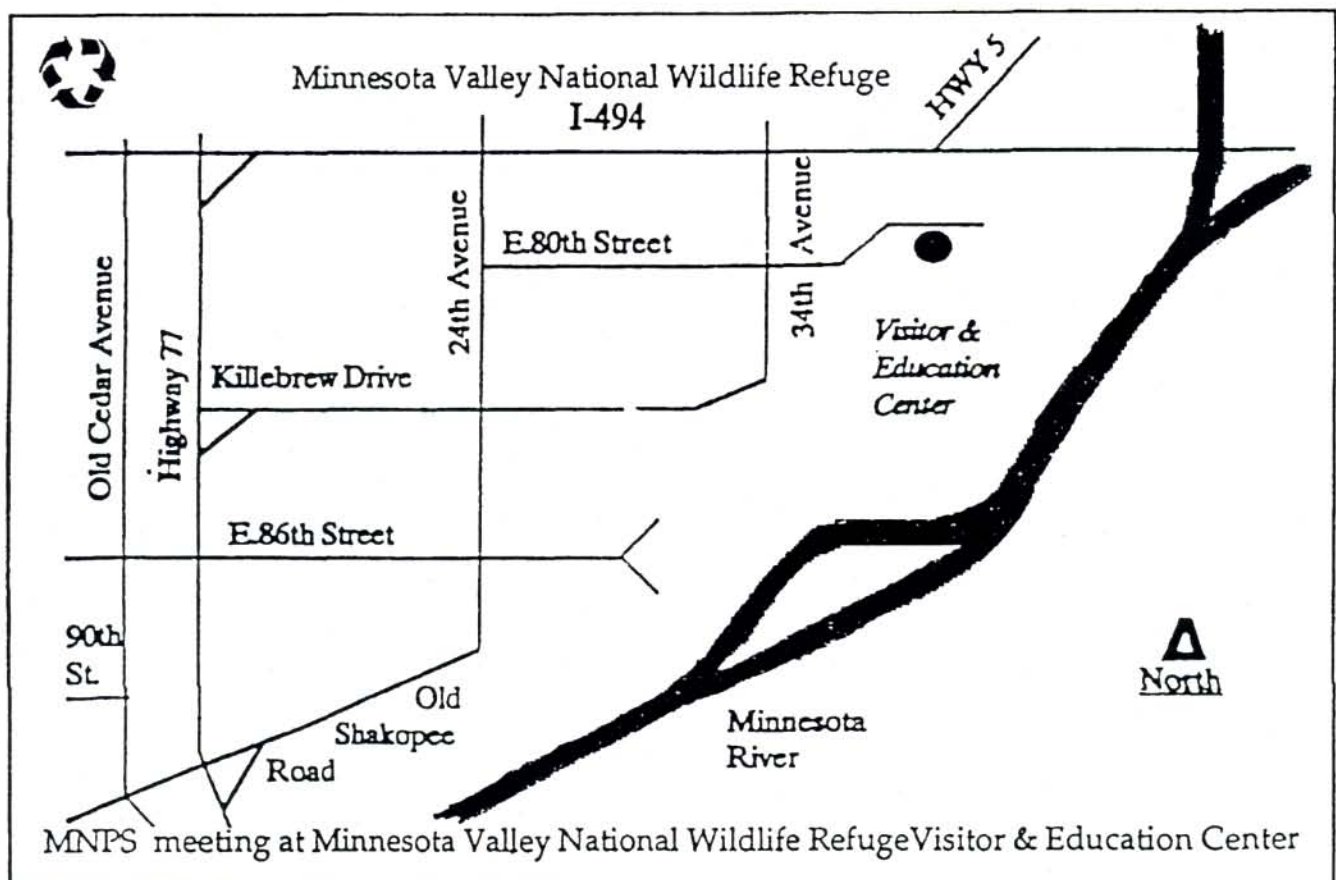 Minnesota Valley National Wildlife Refuge
I-494
HWY 5
Old Cedar Avenue
Highway 77
24th Avenue
E.80th Street
34th Avenue
Visitor &
Education
Center
Killebrew Drive
E.86th Street
90th
St.
Old
Shakopee
Road
Minnesota
River
North
MNPS meeting at Minnesota Valley National Wildlife RefugeVisitor & Education Center